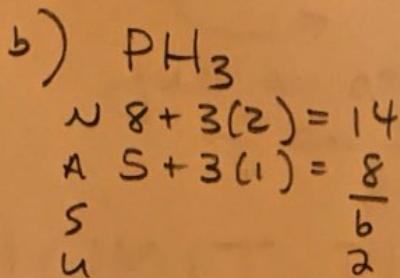 b) PH3
N 8 + 3(2) = 14
A 5 + 3(1) = 8
S 6
U 2